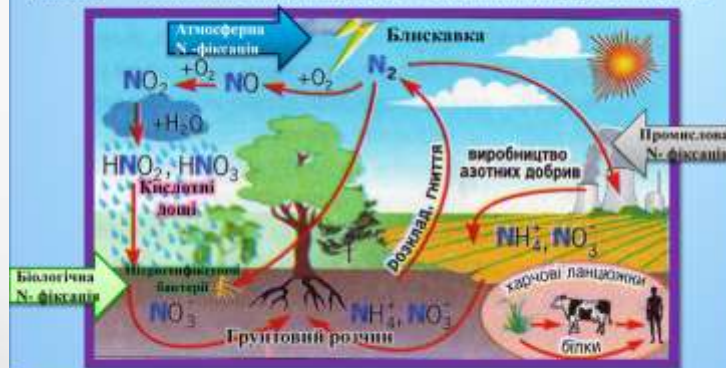 Атмосферна
N -фіксація
Блискавка
NO₂
+O₂
NO
+O₂
N₂
+H₂O
HNO₂, HNO₃
Кислотні
дощі
Промислова
N- фіксація
виробництво
азотних добрив
NH₄⁺, NO₃⁻
Розклад, гниття
Біологічна
N- фіксація
бактерії
NO₃⁻
NH₄⁺, NO₃⁻
Грунтовий розчин
харчові ланцюжки
білки